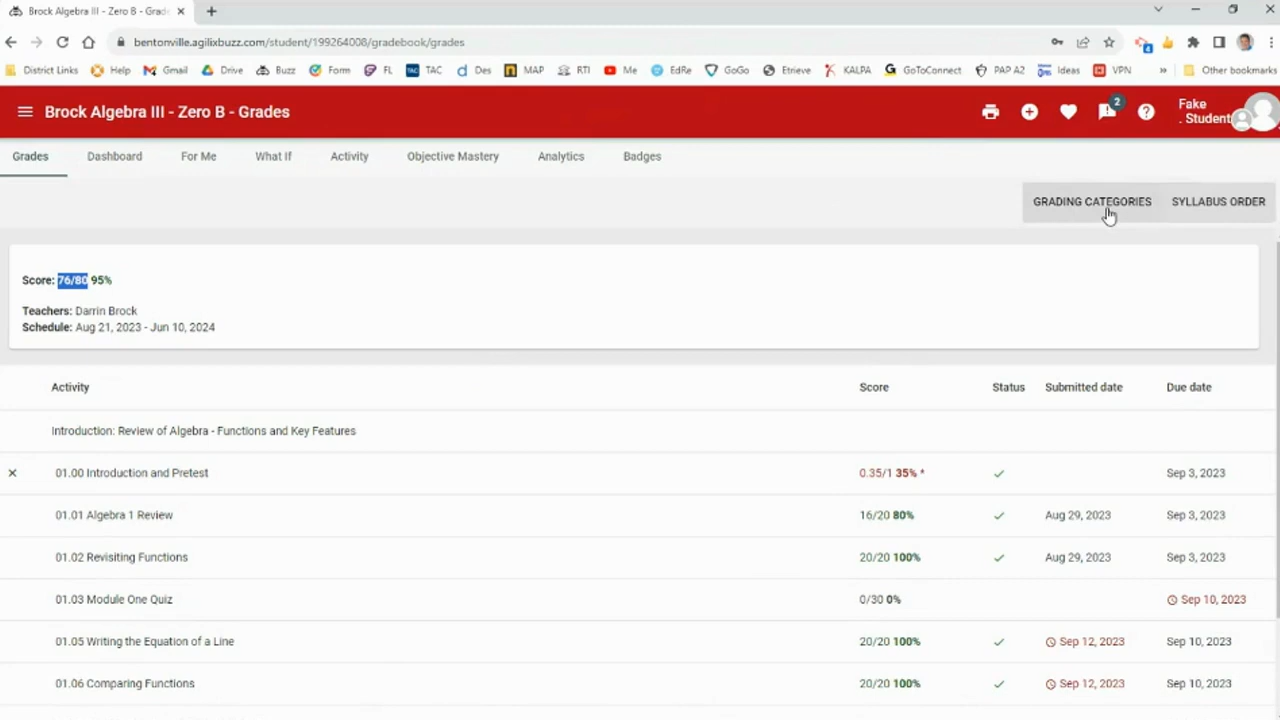 Brock Algebra III - Zero B - Grad
bentonville.agilixbuzz.com/student/199264008/gradebook/grades
District Links Help Gmail Drive Buzz Form FL TAC Des MAP RTI Me EdRe GoGo Etrieve KALPA GoToConnect PAP A2 Ideas VPN » Other bookmarks
Brock Algebra III - Zero B - Grades
2
Fake
. Student
Grades Dashboard For Me What If Activity Objective Mastery Analytics Badges
GRADING CATEGORIES SYLLABUS ORDER
Score: 76/80 95%
Teachers: Darrin Brock
Schedule: Aug 21, 2023 - Jun 10, 2024
Activity Score Status Submitted date Due date
Introduction: Review of Algebra - Functions and Key Features
01.00 Introduction and Pretest 0.35/1 35% * Sep 3, 2023
01.01 Algebra 1 Review 16/20 80% Aug 29, 2023 Sep 3, 2023
01.02 Revisiting Functions 20/20 100% Aug 29, 2023 Sep 3, 2023
01.03 Module One Quiz 0/30 0% Sep 10, 2023
01.05 Writing the Equation of a Line 20/20 100% Sep 12, 2023 Sep 10, 2023
01.06 Comparing Functions 20/20 100% Sep 12, 2023 Sep 10, 2023